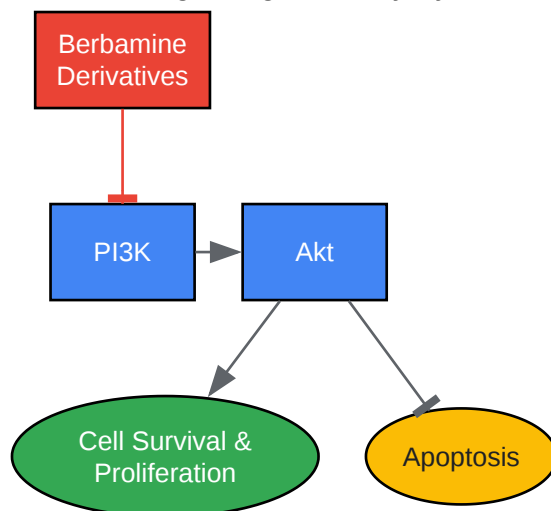 Berbamine
Derivatives
PI3K
Akt
Cell Survival &
Proliferation
Apoptosis